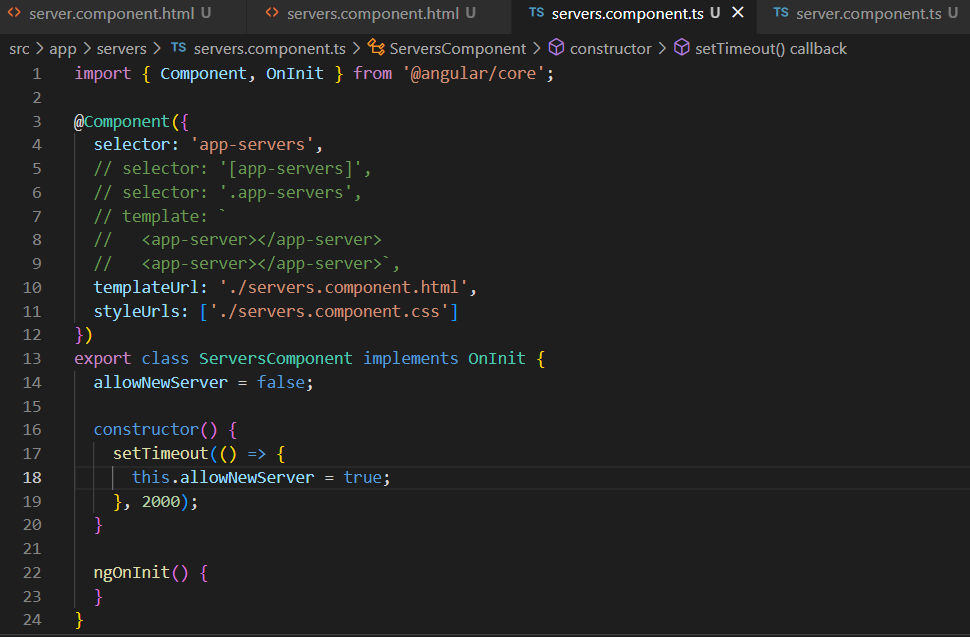 server.component.html U servers.component.html U TS servers.component.ts U TS server.component.ts U
src > app > servers > TS servers.component.ts > ServersComponent > constructor > setTimeout() callback
1 import { Component, OnInit } from '@angular/core';
2
3 @Component({
4   selector: 'app-servers',
5   // selector: '[app-servers]',
6   // selector: '.app-servers',
7   // template: `
8   //   <app-server></app-server>
9   //   <app-server></app-server>`,
10   templateUrl: './servers.component.html',
11   styleUrls: ['./servers.component.css']
12 })
13 export class ServersComponent implements OnInit {
14   allowNewServer = false;
15
16   constructor() {
17     setTimeout(() => {
18       this.allowNewServer = true;
19     }, 2000);
20   }
21
22   ngOnInit() {
23   }
24 }